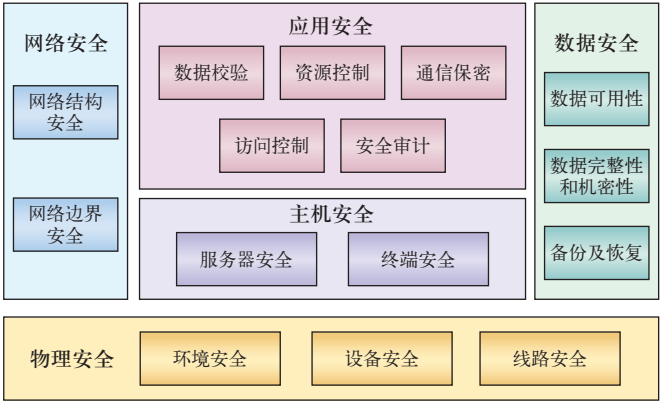 网络安全
网络结构
安全
网络边界
安全
应用安全
数据校验
资源控制
通信保密
访问控制
安全审计
主机安全
服务器安全
终端安全
数据安全
数据可用性
数据完整性
和机密性
备份及恢复
物理安全
环境安全
设备安全
线路安全